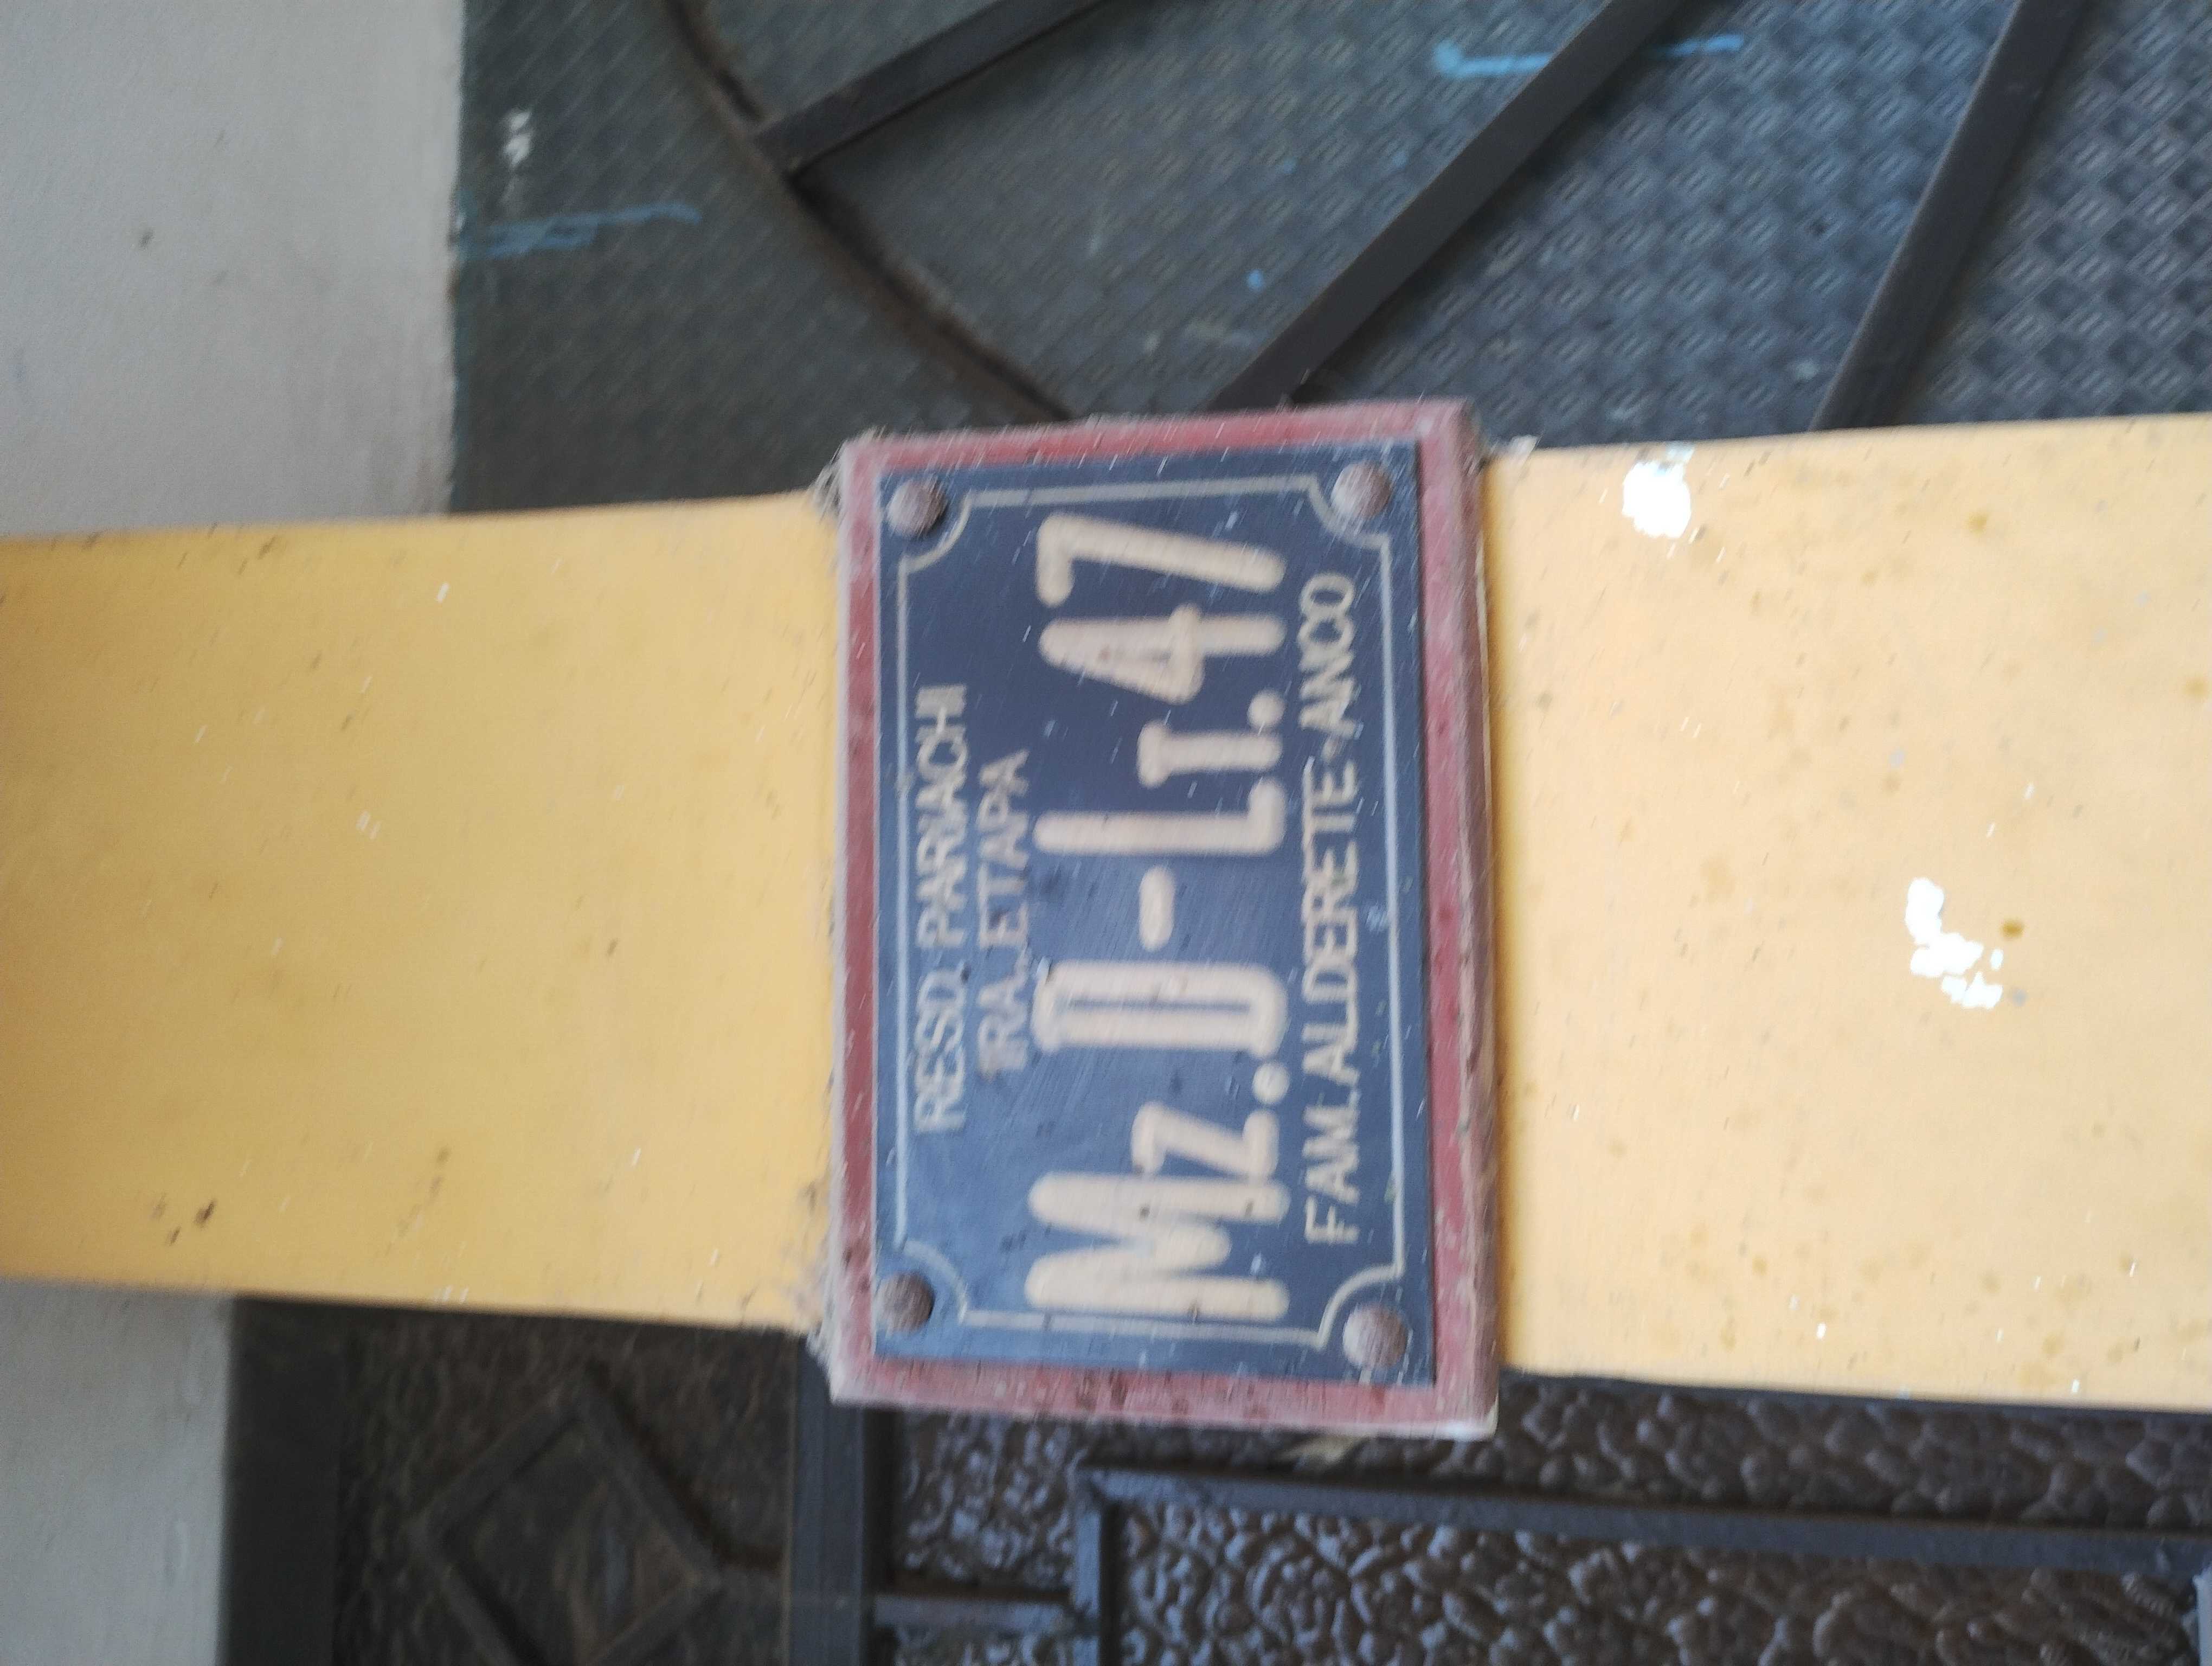 RESD. PARIACHI
1RA. ETAPA
Mz. D - LT. 47
FAM. ALDERETE - ANCO